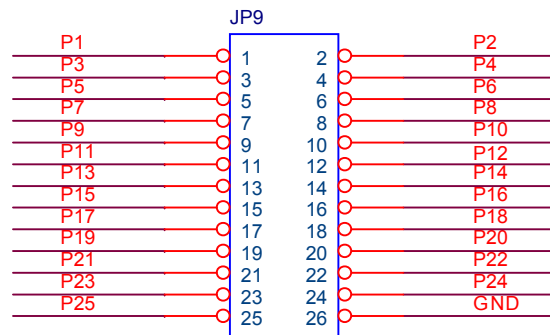 JP9
P1 1 2 P2
P3 3 4 P4
P5 5 6 P6
P7 7 8 P8
P9 9 10 P10
P11 11 12 P12
P13 13 14 P14
P15 15 16 P16
P17 17 18 P18
P19 19 20 P20
P21 21 22 P22
P23 23 24 P24
P25 25 26 GND